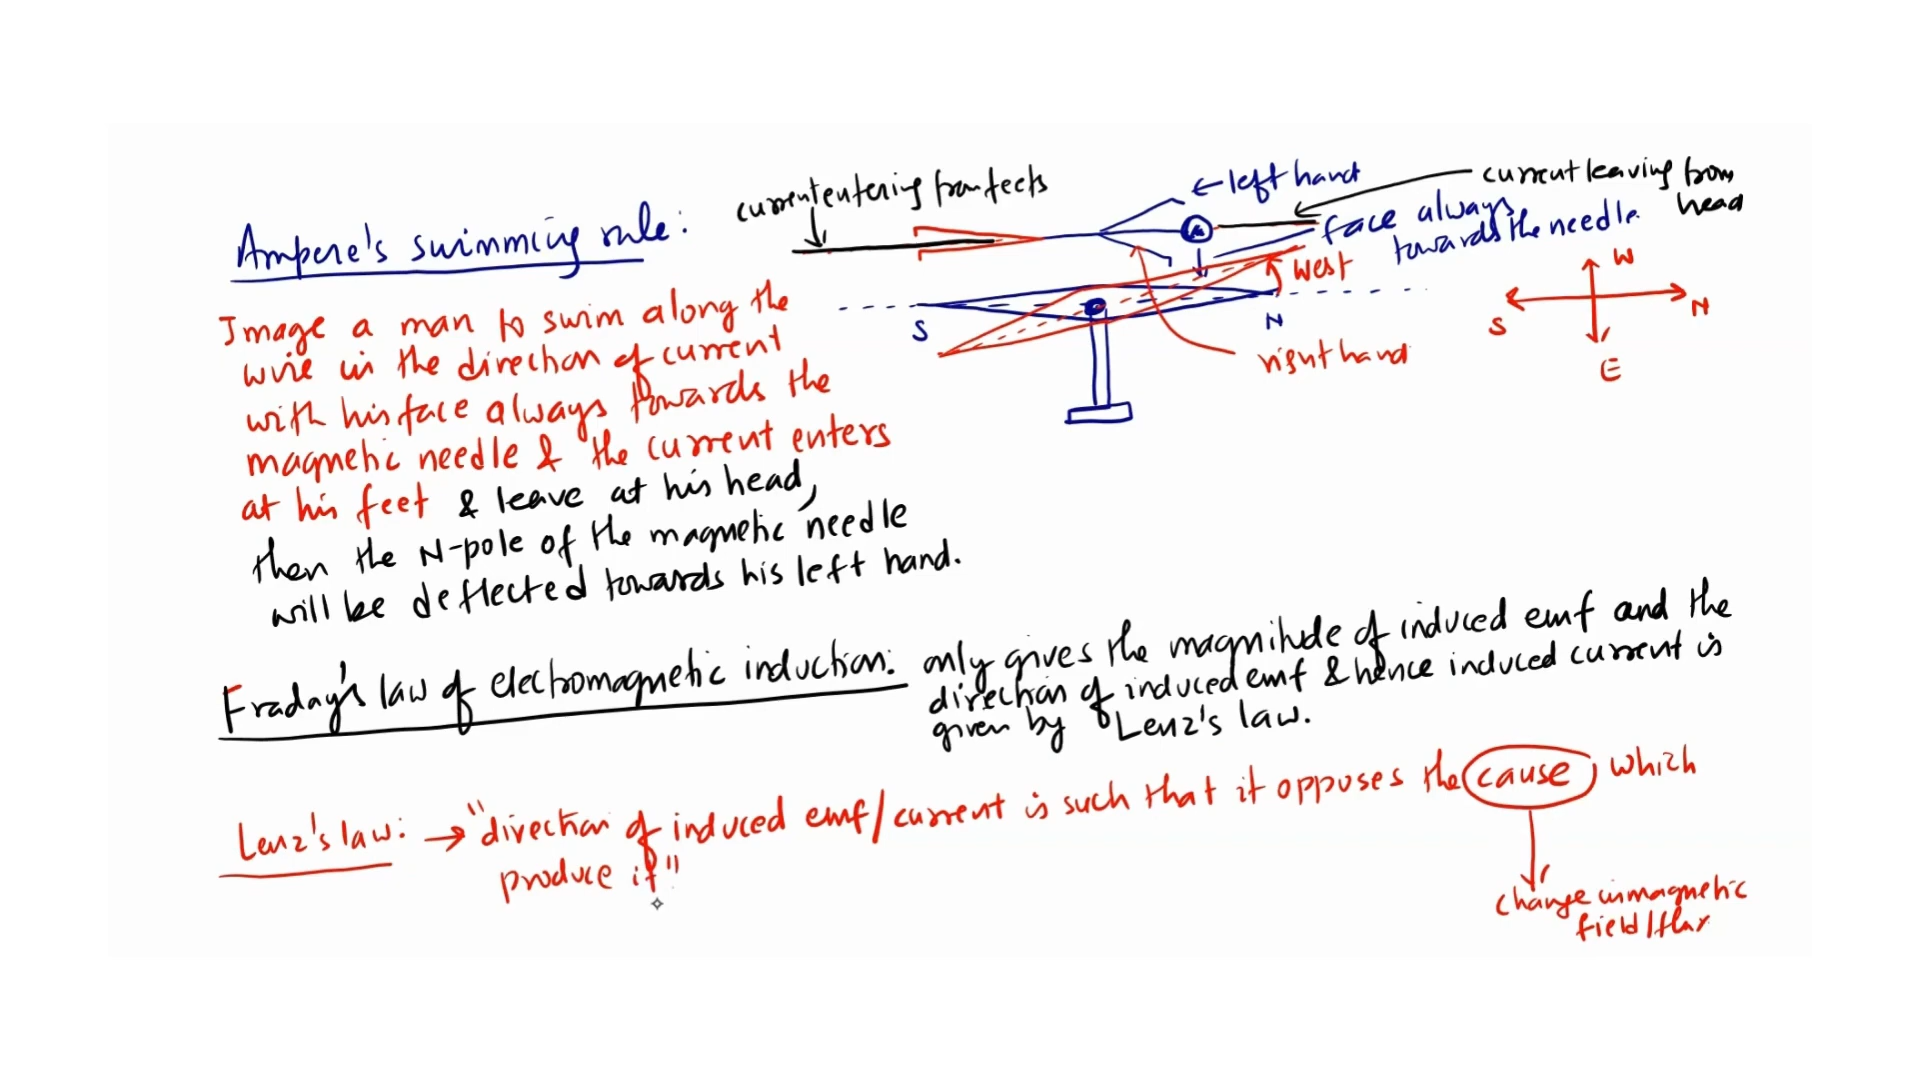 Ampere's swimming rule:
current entering from feets
← left hand
current leaving from
head
face always
towards the needle
West
W
S
N
E
S
N
right hand
Image a man to swim along the
wire in the direction of current
with his face always towards the
magnetic needle & the current enters
at his feet & leave at his head,
then the N-pole of the magnetic needle
will be deflected towards his left hand.
Fraday's law of electromagnetic induction: only gives the magnitude of induced emf and the
direction of induced emf & hence induced current is
given by Lenz's law.
Lenz's law: → "direction of induced emf/current is such that it opposes the cause, which
produce it"
change in magnetic
field/flux